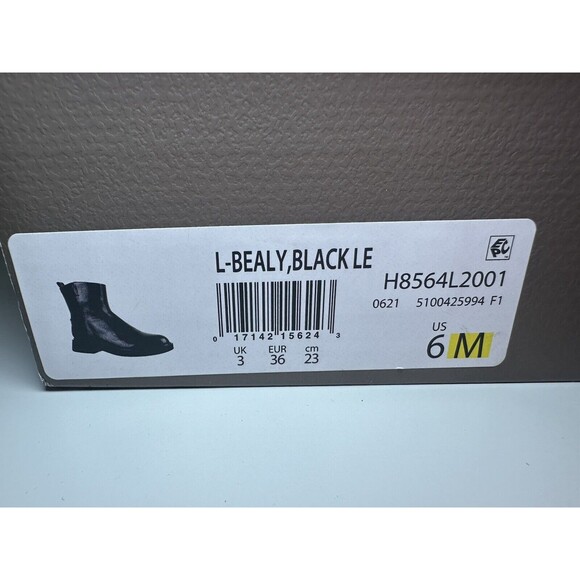 L-BEALY,BLACK LE
H8564L2001
0621 5100425994 F1
0 17142 15624 3
UK EUR cm
3 36 23
US
6 M